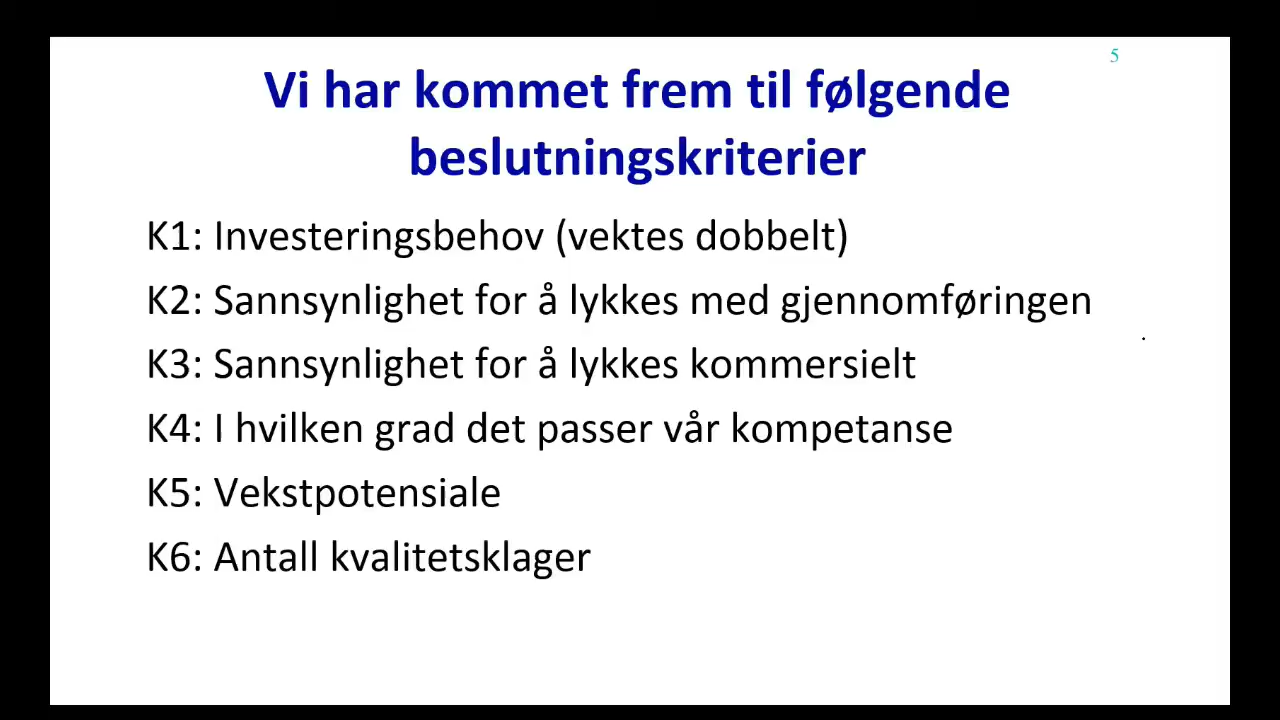 5
Vi har kommet frem til følgende
beslutningskriterier
K1: Investeringsbehov (vektes dobbelt)
K2: Sannsynlighet for å lykkes med gjennomføringen
K3: Sannsynlighet for å lykkes kommersielt
K4: I hvilken grad det passer vår kompetanse
K5: Vekstpotensiale
K6: Antall kvalitetsklager